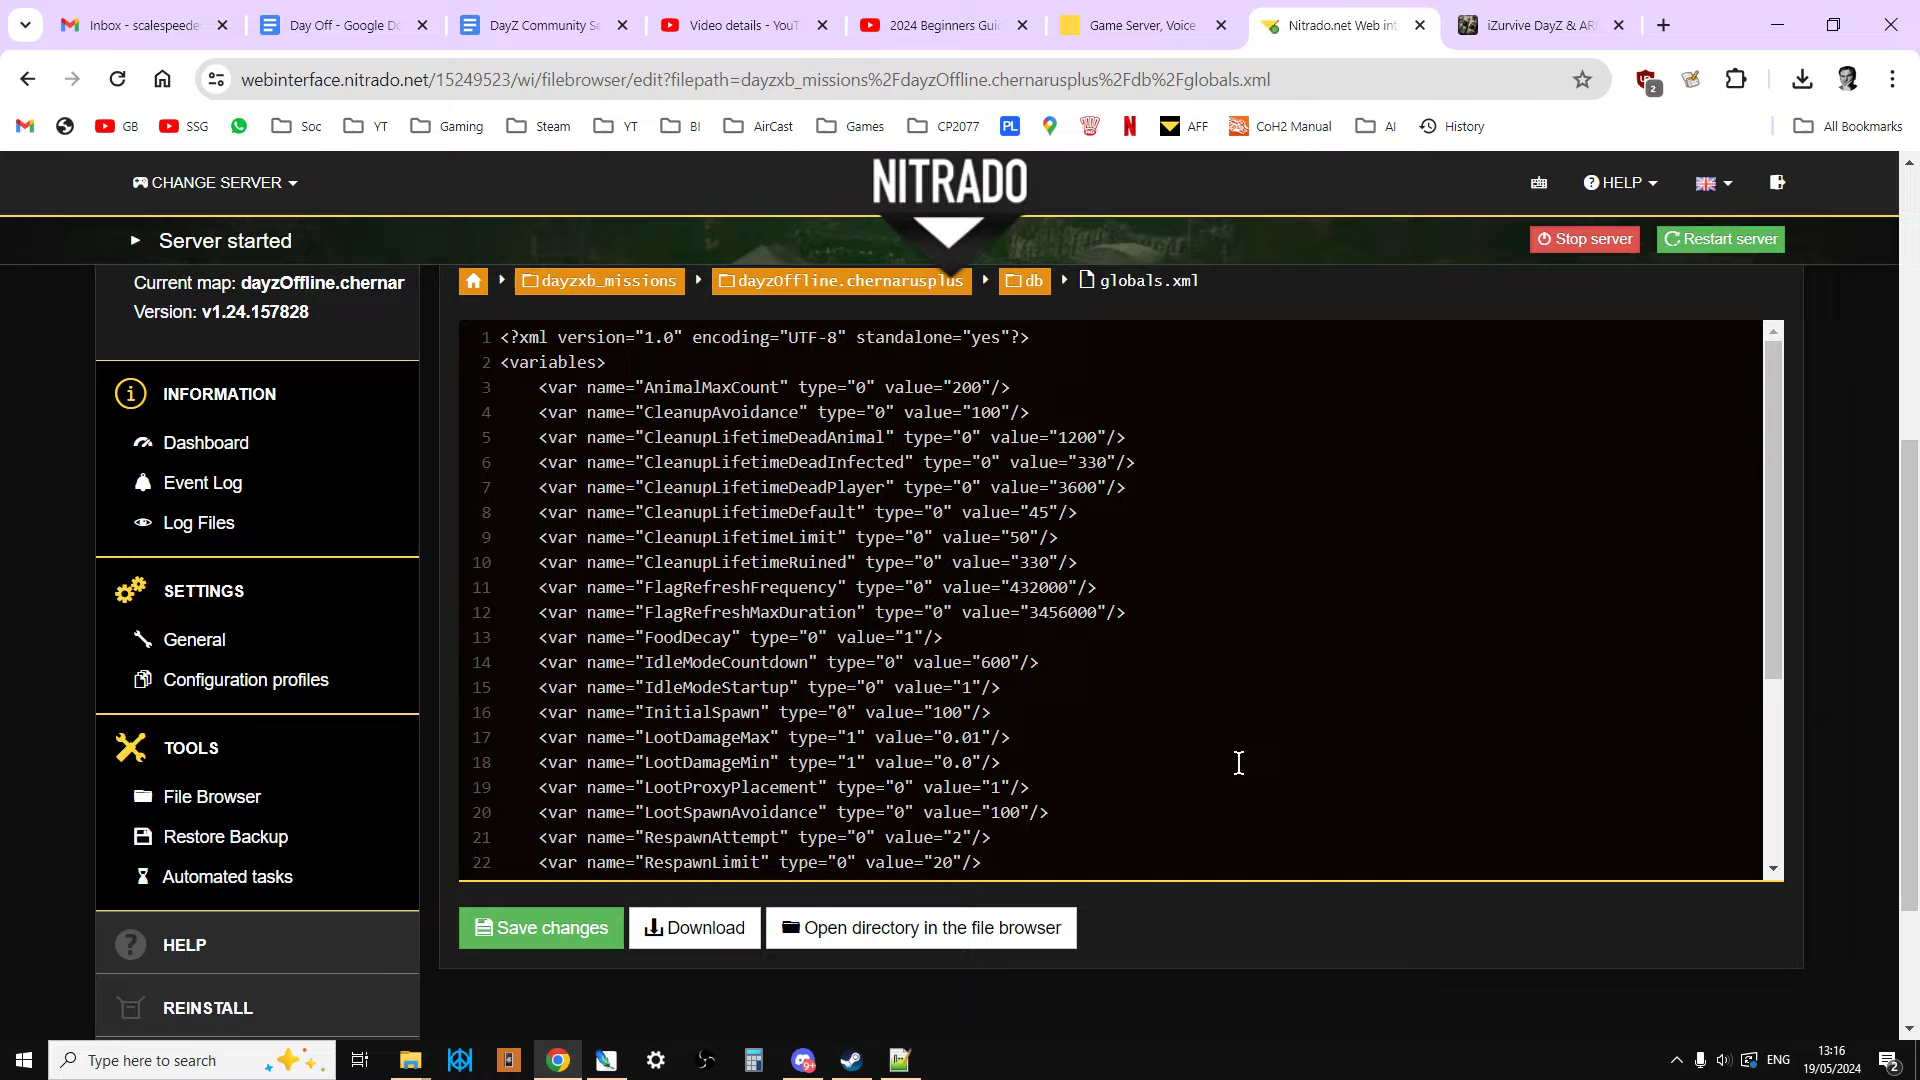 Inbox - scalespeeder
Day Off - Google Do
DayZ Community Se
Video details - YouT
2024 Beginners Gui
Game Server, Voice
Nitrado.net Web int
iZurvive DayZ & AR
webinterface.nitrado.net/15249523/wi/filebrowser/edit?filepath=dayzxb_missions%2FdayzOffline.chernarusplus%2Fdb%2Fglobals.xml
2
GB
SSG
Soc
YT
Gaming
Steam
YT
BI
AirCast
Games
CP2077
PL
N
AFF
CoH2 Manual
AI
History
All Bookmarks
CHANGE SERVER
NITRADO
HELP
Server started
Stop server
Restart server
Current map: dayzOffline.chernar
Version: v1.24.157828
INFORMATION
Dashboard
Event Log
Log Files
SETTINGS
General
Configuration profiles
TOOLS
File Browser
Restore Backup
Automated tasks
HELP
REINSTALL
dayzxb_missions
dayzOffline.chernarusplus
db
globals.xml
1 <?xml version="1.0" encoding="UTF-8" standalone="yes"?>
2 <variables>
3 <var name="AnimalMaxCount" type="0" value="200"/>
4 <var name="CleanupAvoidance" type="0" value="100"/>
5 <var name="CleanupLifetimeDeadAnimal" type="0" value="1200"/>
6 <var name="CleanupLifetimeDeadInfected" type="0" value="330"/>
7 <var name="CleanupLifetimeDeadPlayer" type="0" value="3600"/>
8 <var name="CleanupLifetimeDefault" type="0" value="45"/>
9 <var name="CleanupLifetimeLimit" type="0" value="50"/>
10 <var name="CleanupLifetimeRuined" type="0" value="330"/>
11 <var name="FlagRefreshFrequency" type="0" value="432000"/>
12 <var name="FlagRefreshMaxDuration" type="0" value="3456000"/>
13 <var name="FoodDecay" type="0" value="1"/>
14 <var name="IdleModeCountdown" type="0" value="600"/>
15 <var name="IdleModeStartup" type="0" value="1"/>
16 <var name="InitialSpawn" type="0" value="100"/>
17 <var name="LootDamageMax" type="1" value="0.01"/>
18 <var name="LootDamageMin" type="1" value="0.0"/>
19 <var name="LootProxyPlacement" type="0" value="1"/>
20 <var name="LootSpawnAvoidance" type="0" value="100"/>
21 <var name="RespawnAttempt" type="0" value="2"/>
22 <var name="RespawnLimit" type="0" value="20"/>
Save changes
Download
Open directory in the file browser
Type here to search
ENG
13:16
19/05/2024
2